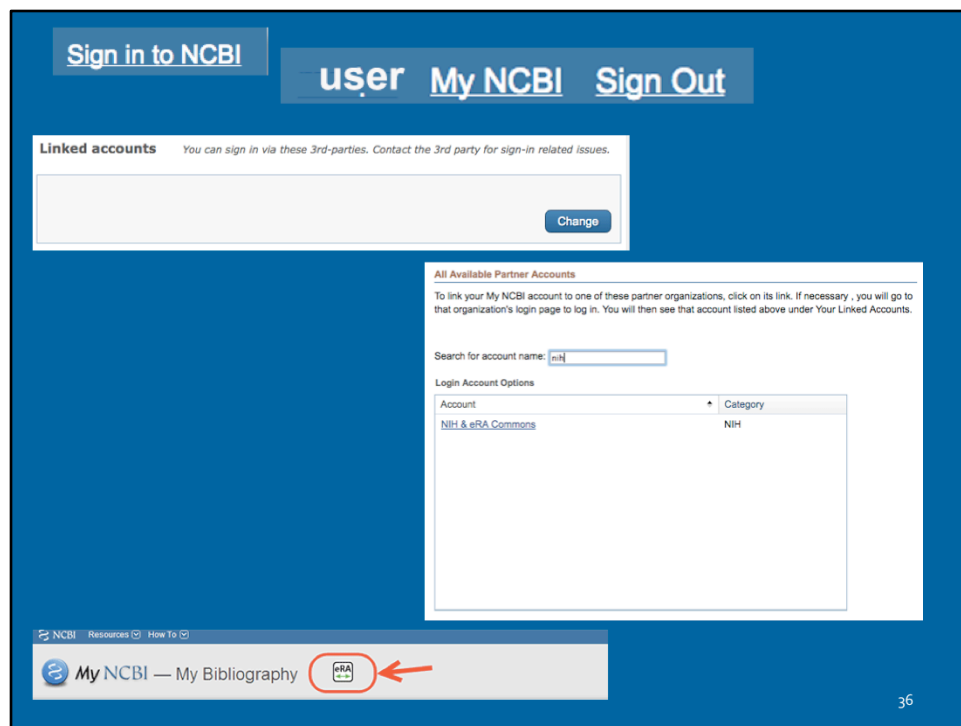 Sign in to NCBI
user My NCBI Sign Out
Linked accounts You can sign in via these 3rd-parties. Contact the 3rd party for sign-in related issues.
Change
All Available Partner Accounts
To link your My NCBI account to one of these partner organizations, click on its link. If necessary , you will go to
that organization's login page to log in. You will then see that account listed above under Your Linked Accounts.
Search for account name: nih
Login Account Options
Account Category
NIH & eRA Commons NIH
NCBI Resources How To
My NCBI — My Bibliography eRA
36